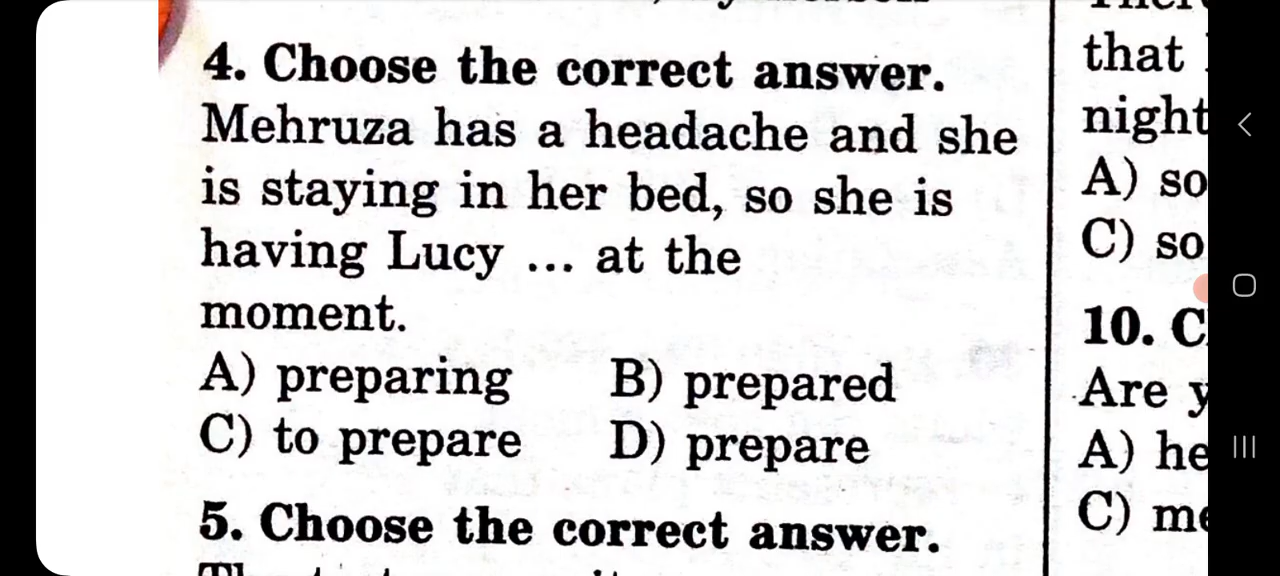 4. Choose the correct answer.
Mehruza has a headache and she
is staying in her bed, so she is
having Lucy ... at the
moment.
A) preparing B) prepared
C) to prepare D) prepare
5. Choose the correct answer.
that
night
A) so
C) so
10.
Are
A) he
C)